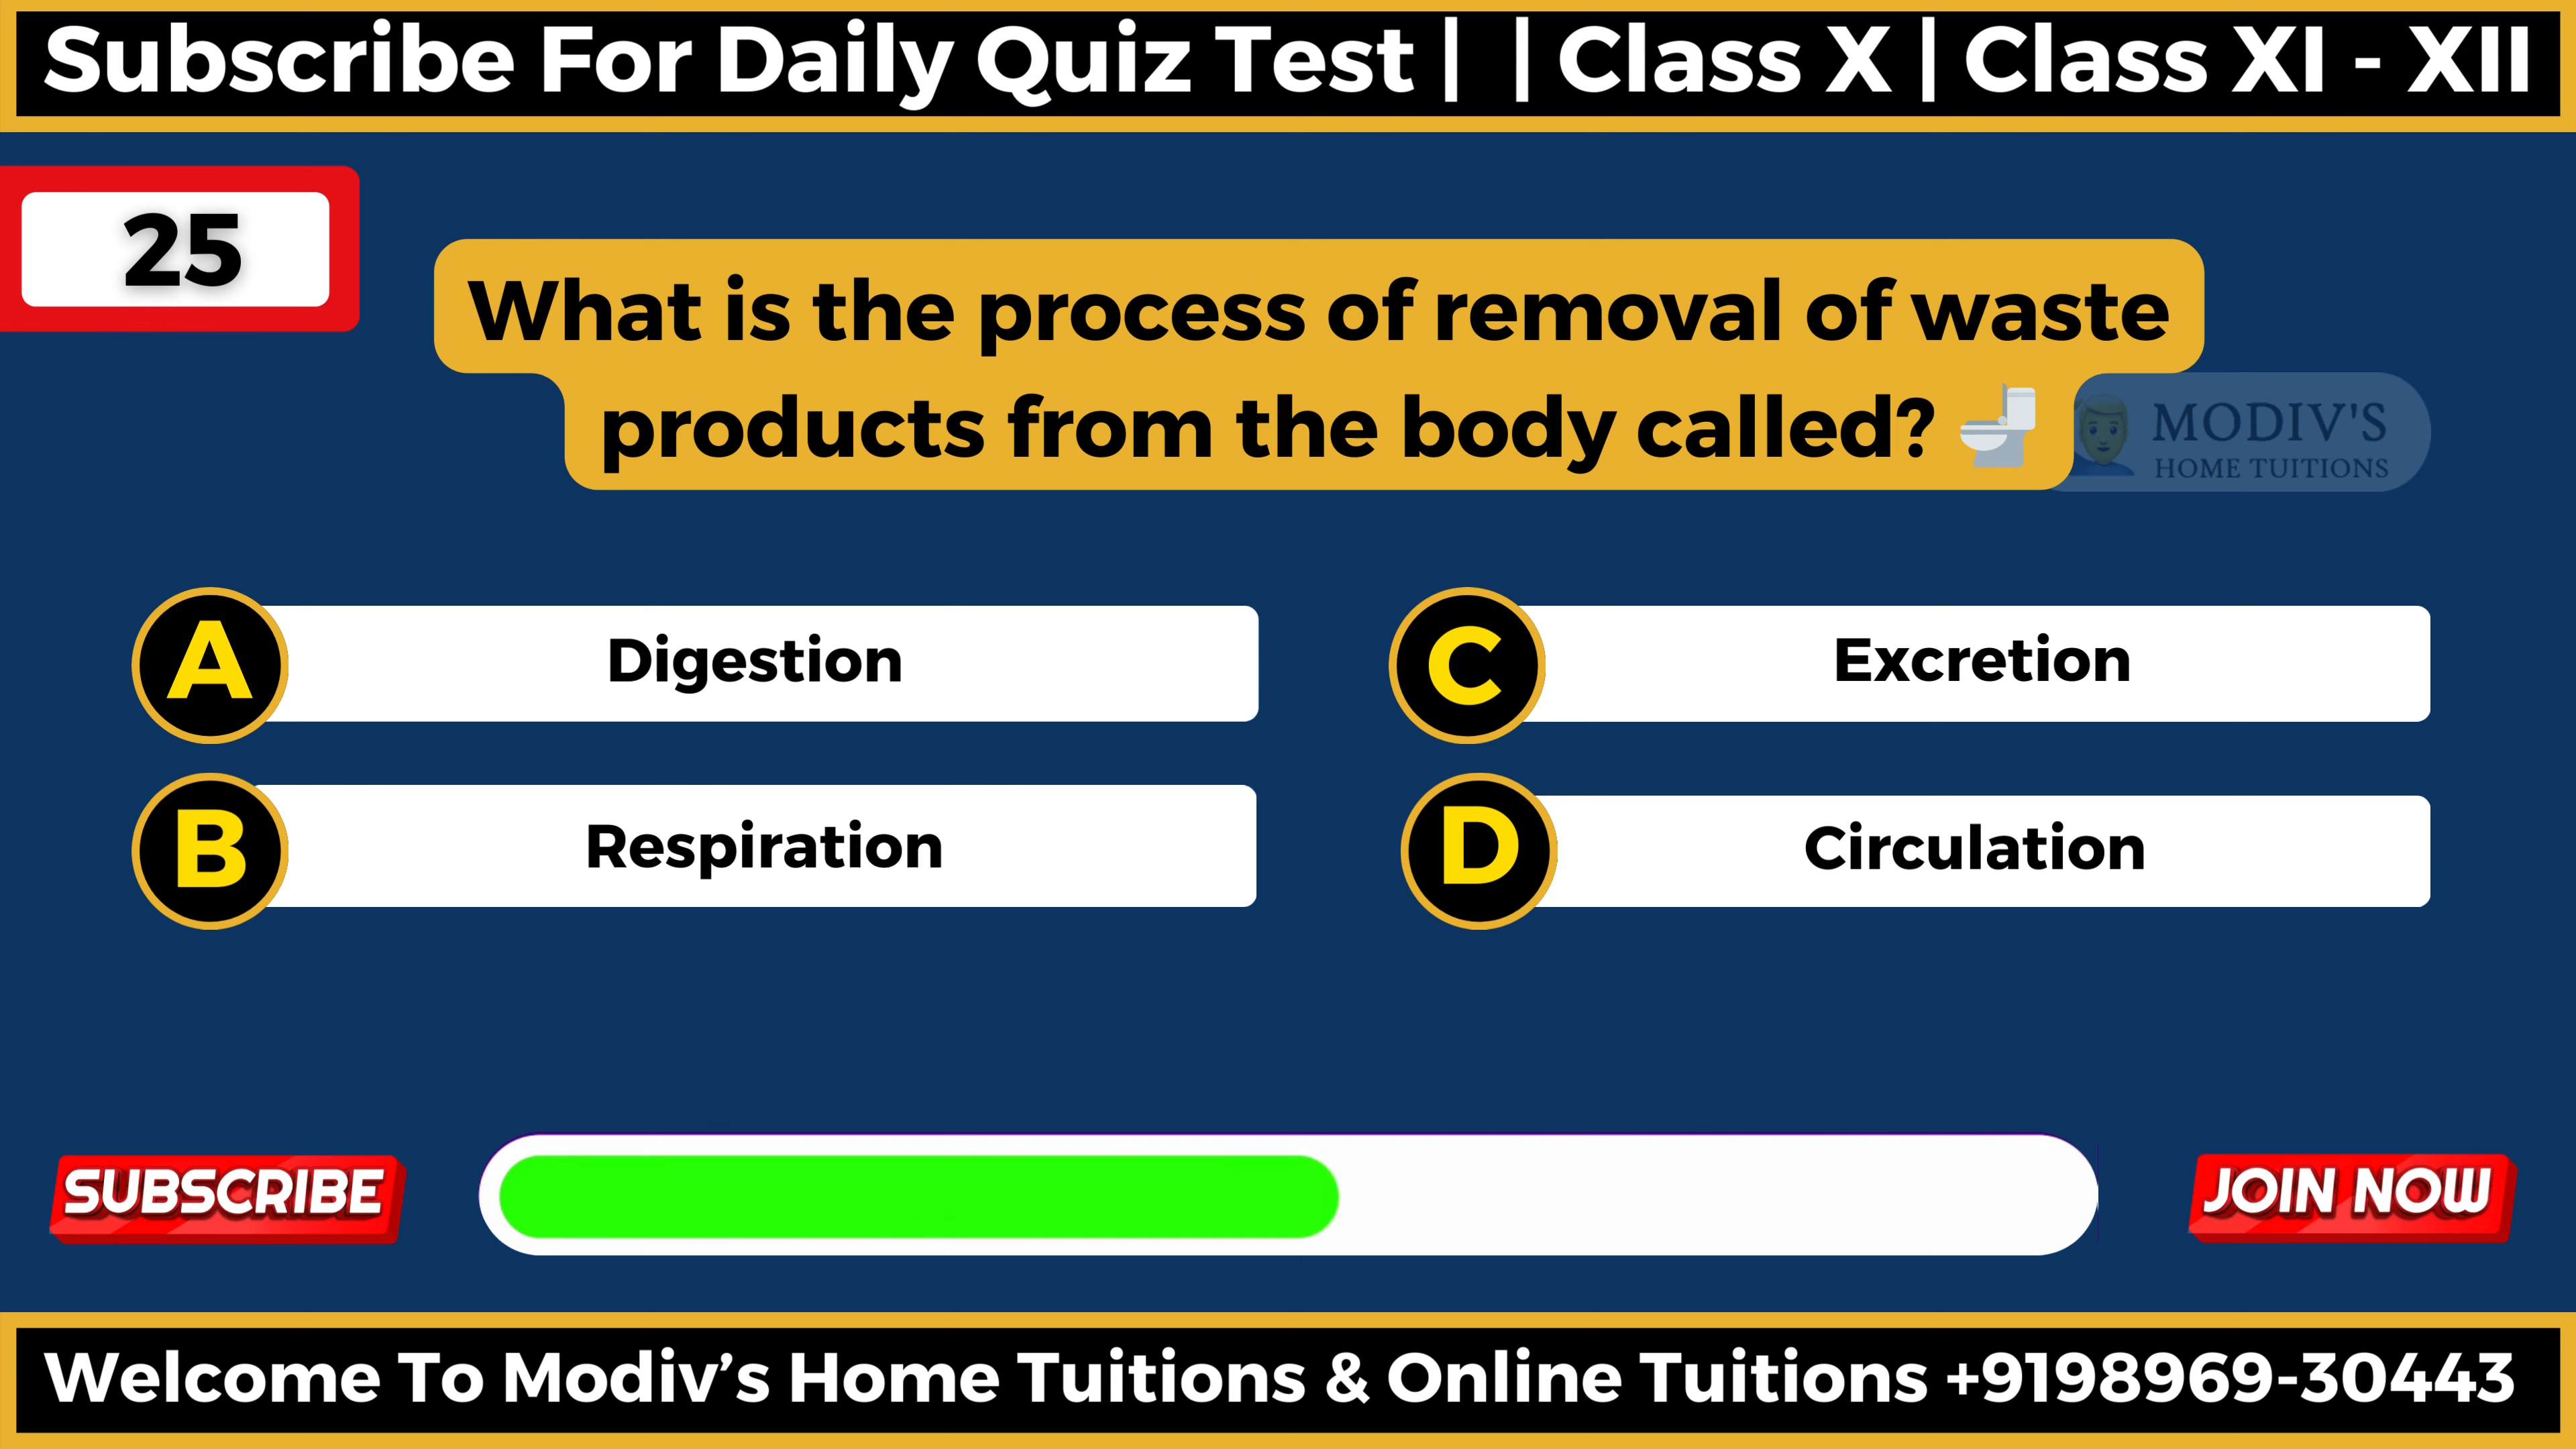 Subscribe For Daily Quiz Test | | Class X | Class XI - XII
25
What is the process of removal of waste
products from the body called? 🚽
MODIV'S
HOME TUITIONS
A
Digestion
B
Respiration
C
Excretion
D
Circulation
SUBSCRIBE
JOIN NOW
Welcome To Modiv’s Home Tuitions & Online Tuitions +9198969-30443